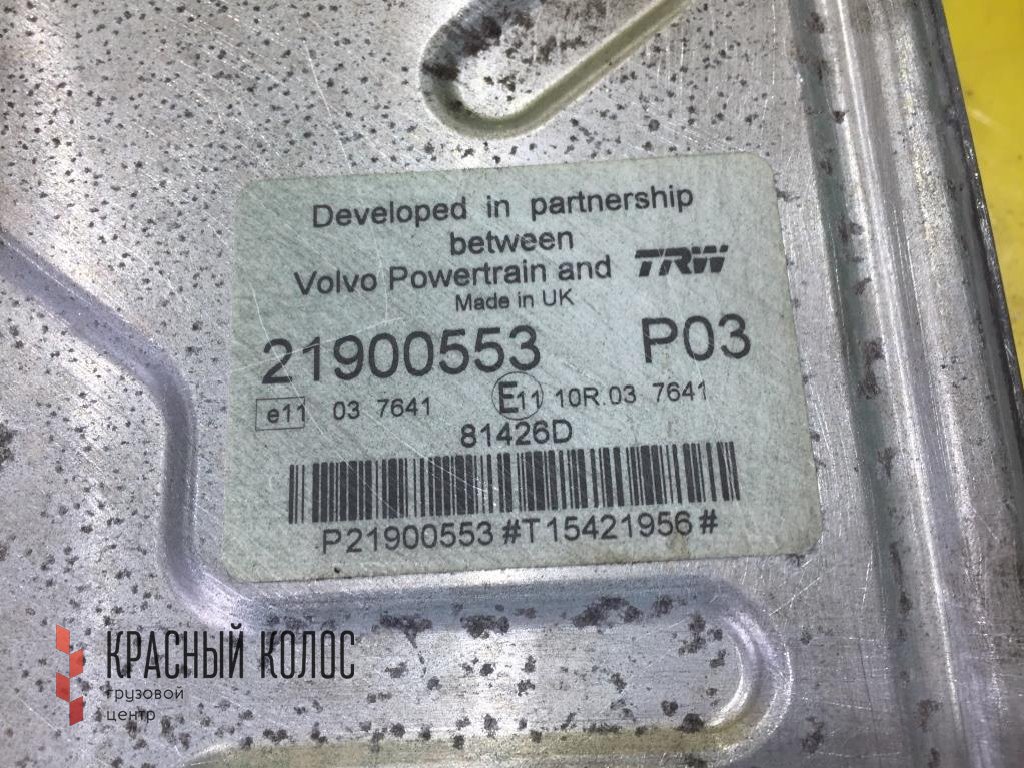 Developed in partnership
between
Volvo Powertrain and TRW
Made in UK
21900553 P03
e11 03 7641 E11 10R.03 7641
81426D
P21900553#T15421956#
КРАСНЫЙ КОЛОС
грузовой
центр